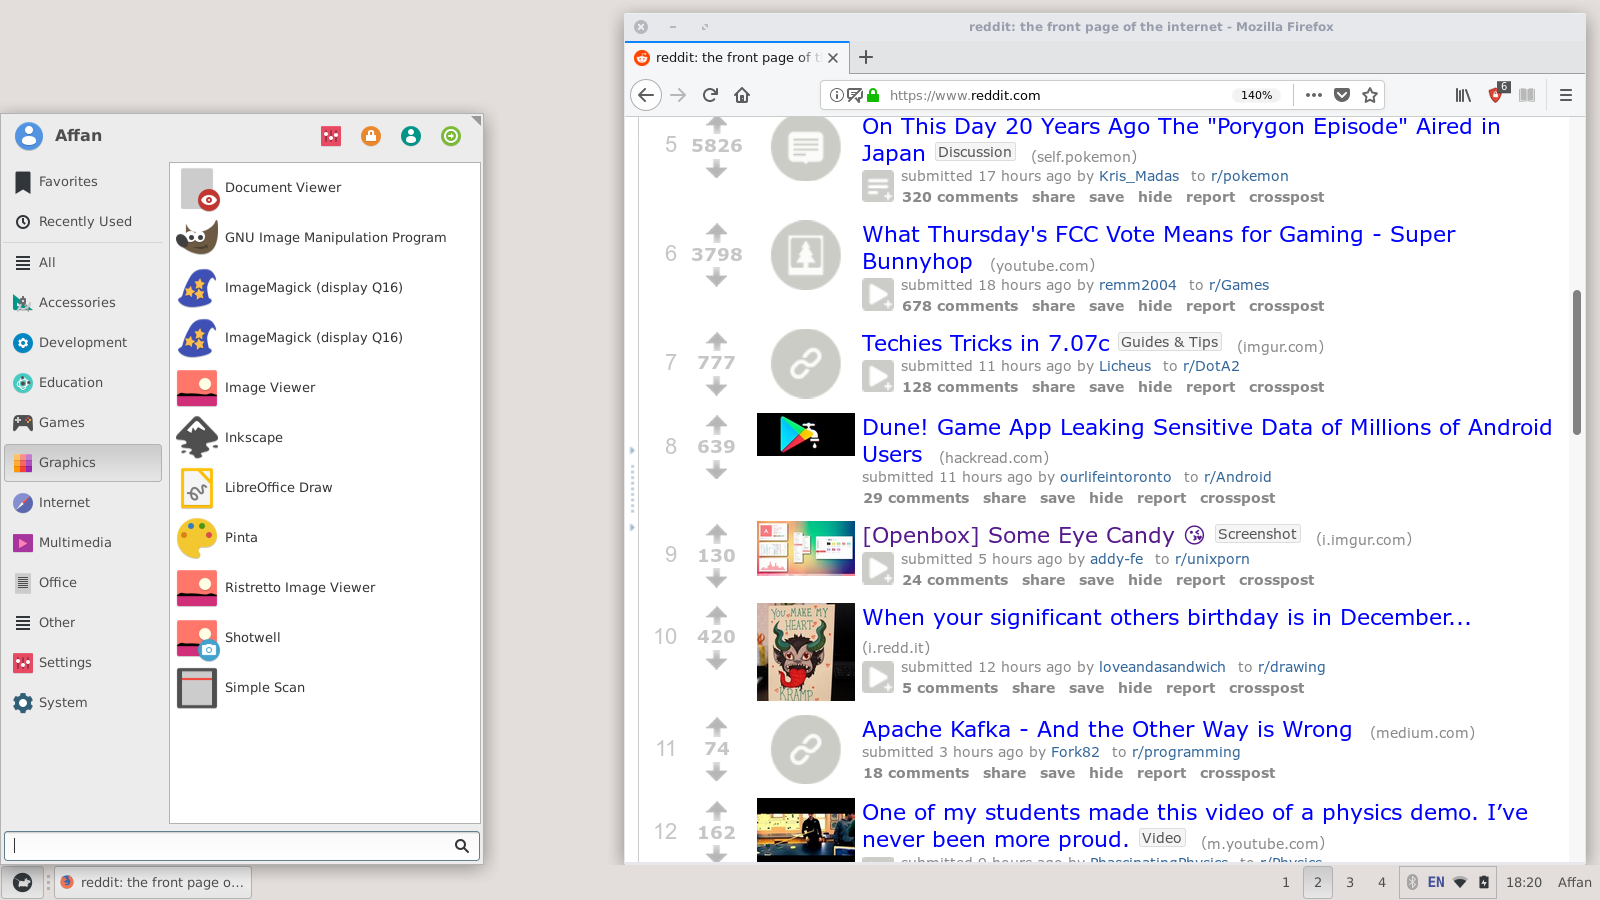 Affan
Favorites
Recently Used
All
Accessories
Development
Education
Games
Graphics
Internet
Multimedia
Office
Other
Settings
System
Document Viewer
GNU Image Manipulation Program
ImageMagick (display Q16)
ImageMagick (display Q16)
Image Viewer
Inkscape
LibreOffice Draw
Pinta
Ristretto Image Viewer
Shotwell
Simple Scan
reddit: the front page of the internet - Mozilla Firefox
reddit: the front page of t
https://www.reddit.com
140%
6
5
5826
On This Day 20 Years Ago The "Porygon Episode" Aired in
Japan Discussion (self.pokemon)
submitted 17 hours ago by Kris_Madas to r/pokemon
320 comments share save hide report crosspost
6
3798
What Thursday's FCC Vote Means for Gaming - Super
Bunnyhop (youtube.com)
submitted 18 hours ago by remm2004 to r/Games
678 comments share save hide report crosspost
7
777
Techies Tricks in 7.07c Guides & Tips (imgur.com)
submitted 11 hours ago by Licheus to r/DotA2
128 comments share save hide report crosspost
8
639
Dune! Game App Leaking Sensitive Data of Millions of Android
Users (hackread.com)
submitted 11 hours ago by ourlifeintoronto to r/Android
29 comments share save hide report crosspost
9
130
[Openbox] Some Eye Candy 😘 Screenshot (i.imgur.com)
submitted 5 hours ago by addy-fe to r/unixporn
24 comments share save hide report crosspost
10
420
YOU MAKE MY
HEART
KRAMP
When your significant others birthday is in December...
(i.redd.it)
submitted 12 hours ago by loveandasandwich to r/drawing
5 comments share save hide report crosspost
11
74
Apache Kafka - And the Other Way is Wrong (medium.com)
submitted 3 hours ago by Fork82 to r/programming
18 comments share save hide report crosspost
12
162
One of my students made this video of a physics demo. I’ve
never been more proud. Video (m.youtube.com)
submitted 9 hours ago by PhascinatingPhysics to r/Physics
reddit: the front page o...
1 2 3 4 EN 18:20 Affan